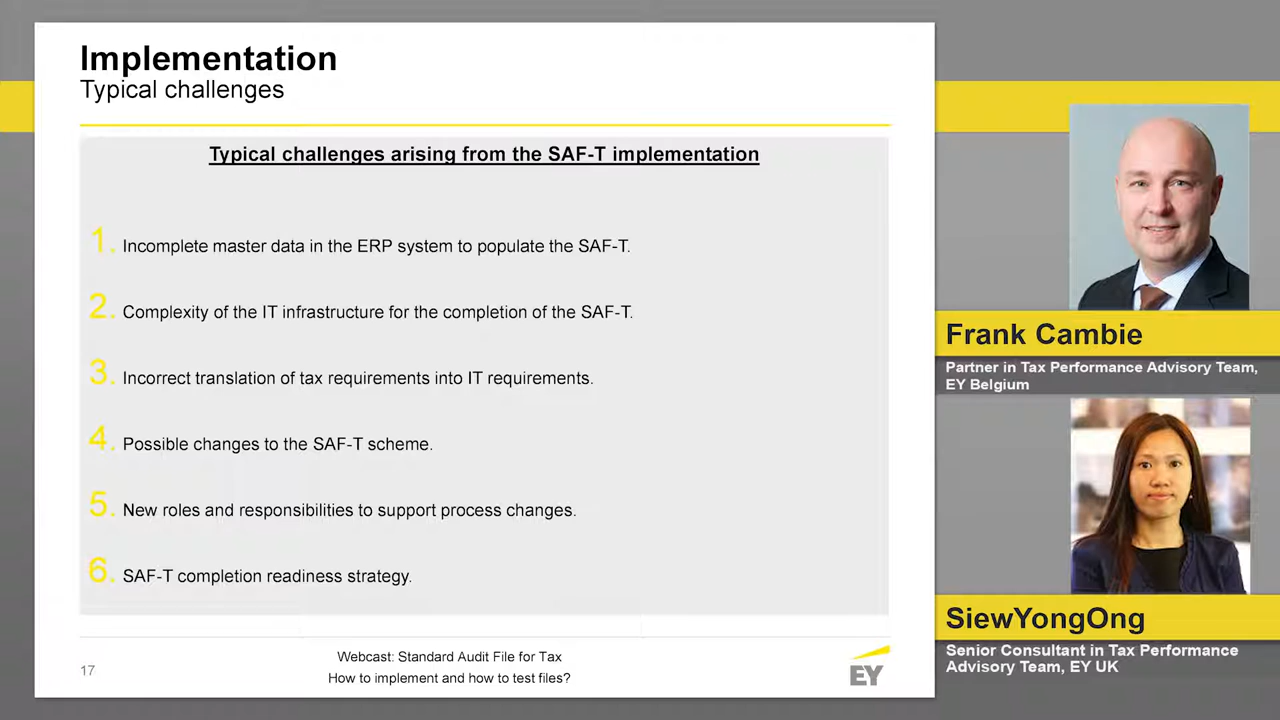 Implementation
Typical challenges
Typical challenges arising from the SAF-T implementation
1. Incomplete master data in the ERP system to populate the SAF-T.
2. Complexity of the IT infrastructure for the completion of the SAF-T.
3. Incorrect translation of tax requirements into IT requirements.
4. Possible changes to the SAF-T scheme.
5. New roles and responsibilities to support process changes.
6. SAF-T completion readiness strategy.
17
Webcast: Standard Audit File for Tax
How to implement and how to test files?
EY
Frank Cambie
Partner in Tax Performance Advisory Team,
EY Belgium
SiewYongOng
Senior Consultant in Tax Performance
Advisory Team, EY UK